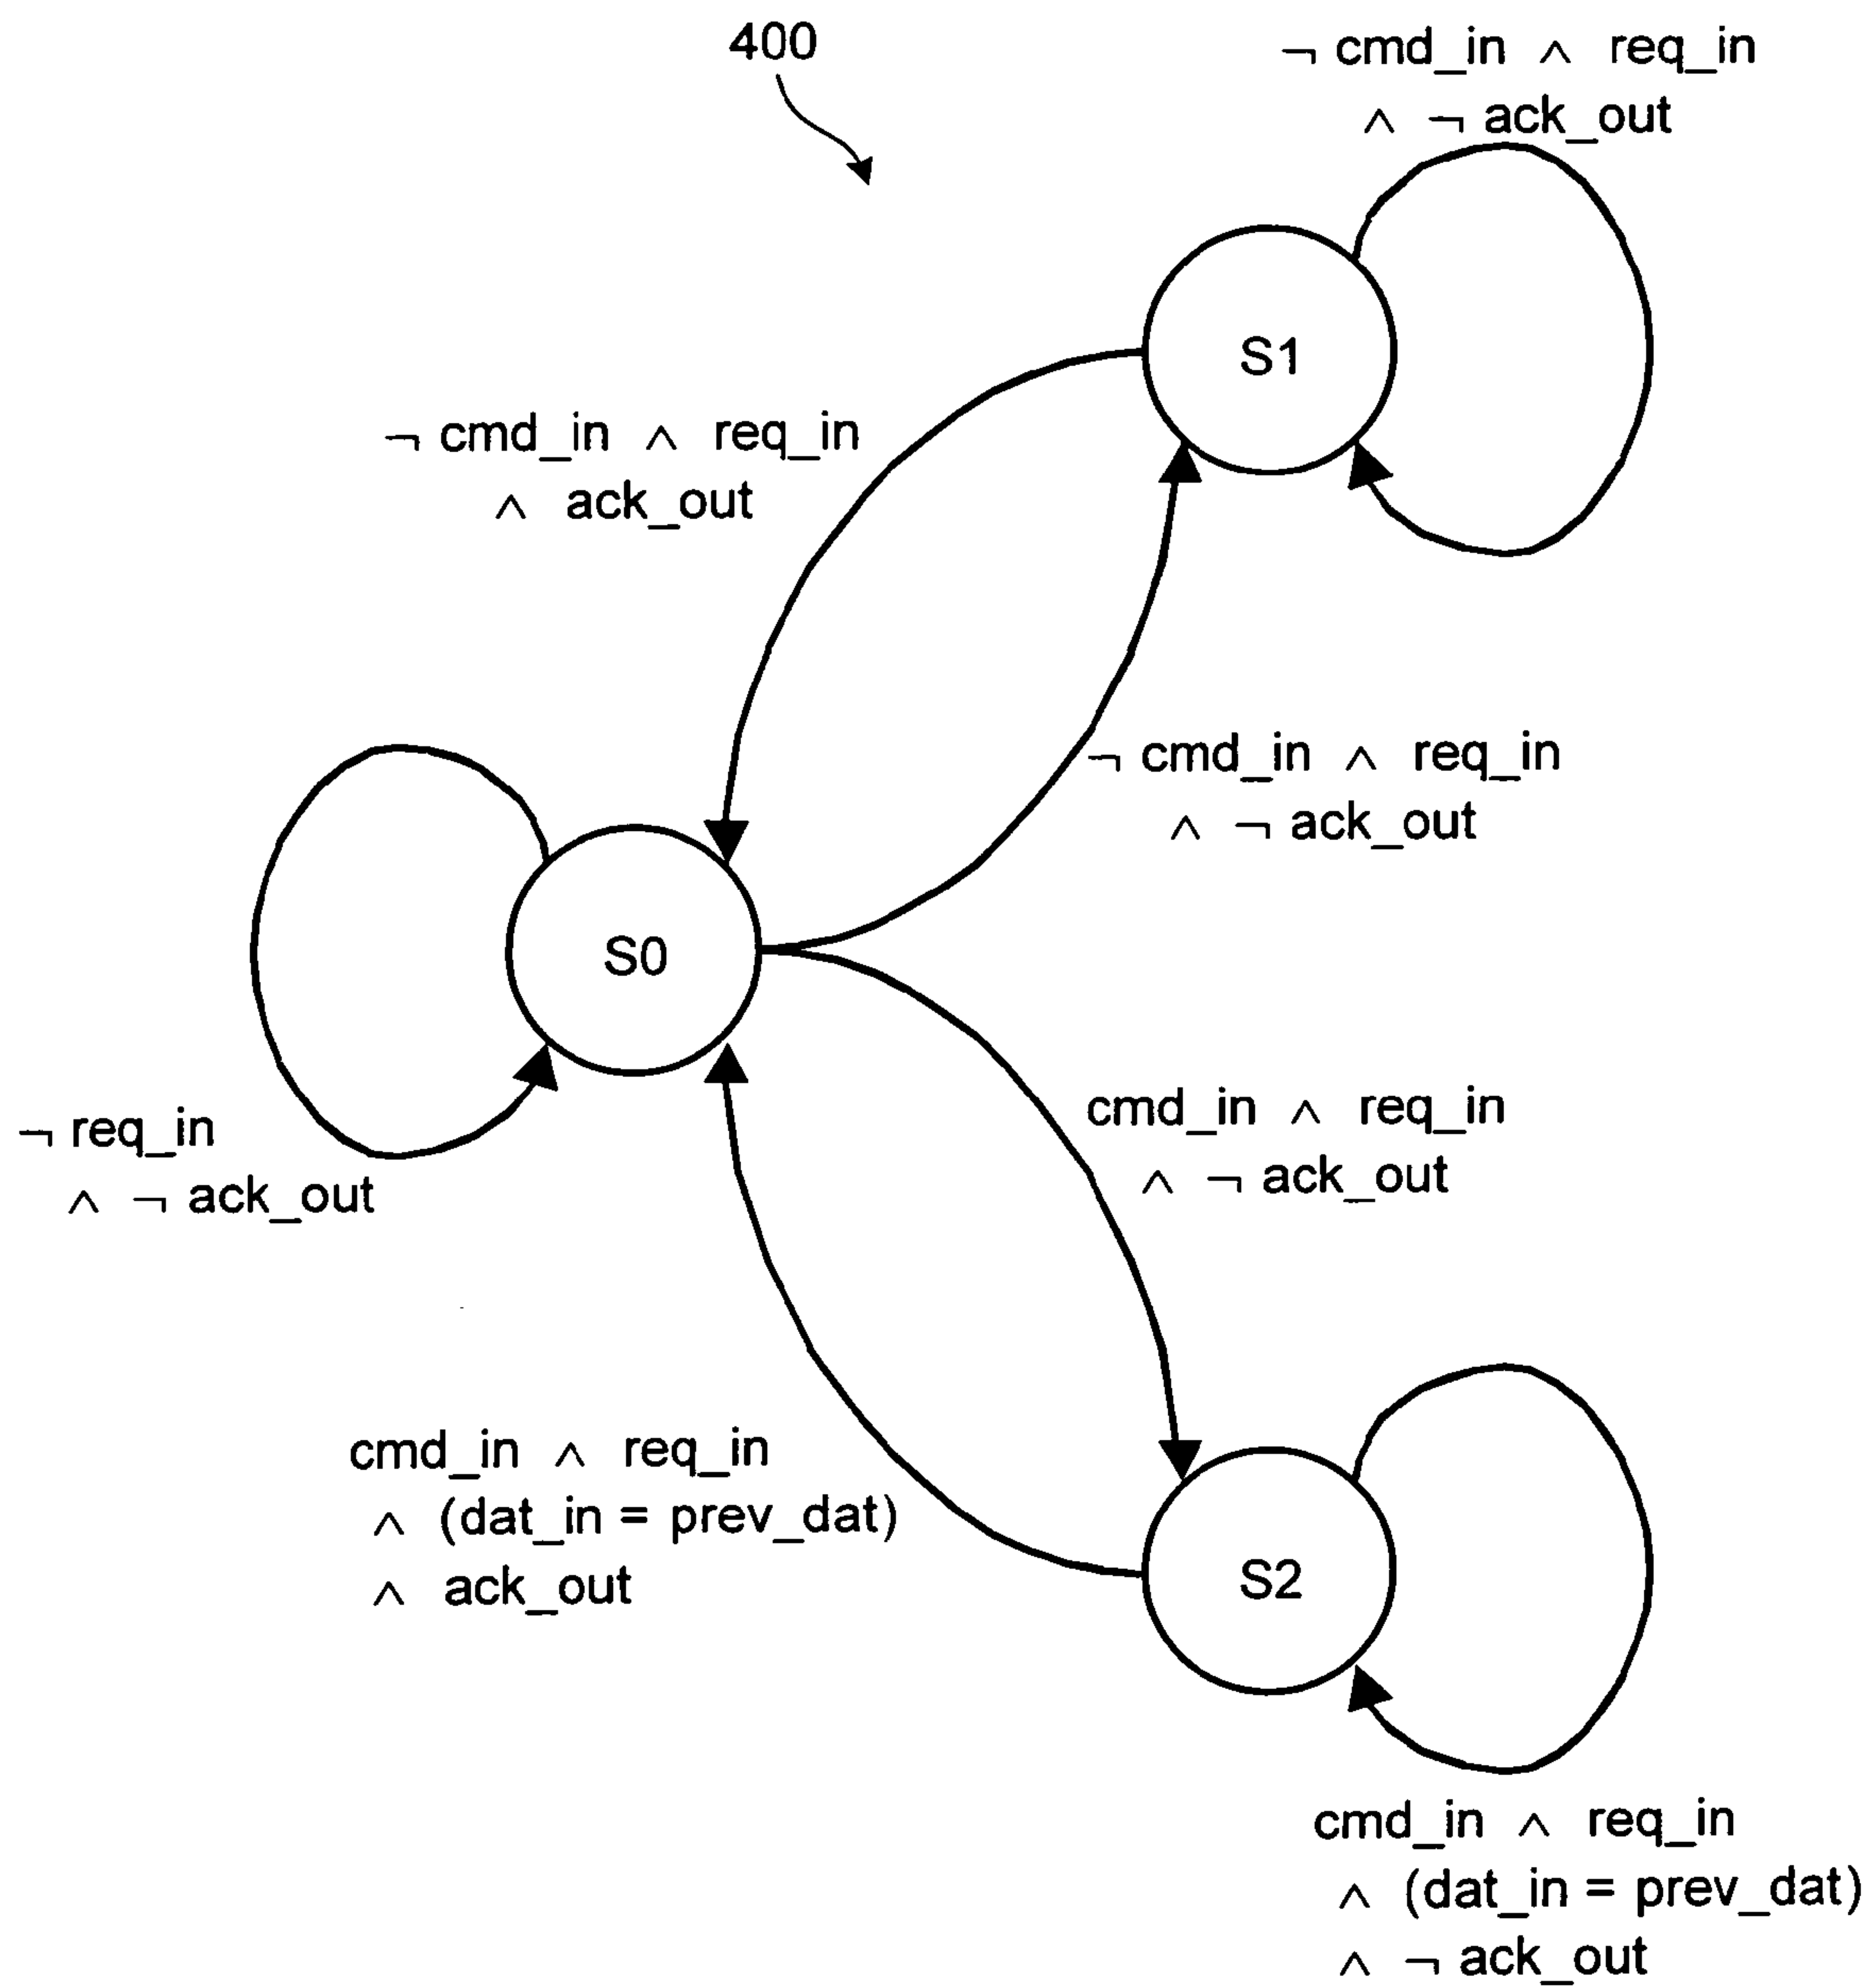 400
¬ cmd_in ∧ req_in
∧ ¬ ack_out
S1
¬ cmd_in ∧ req_in
∧ ack_out
¬ cmd_in ∧ req_in
∧ ¬ ack_out
S0
¬ req_in
∧ ¬ ack_out
cmd_in ∧ req_in
∧ ¬ ack_out
cmd_in ∧ req_in
∧ (dat_in = prev_dat)
∧ ack_out
S2
cmd_in ∧ req_in
∧ (dat_in = prev_dat)
∧ ¬ ack_out